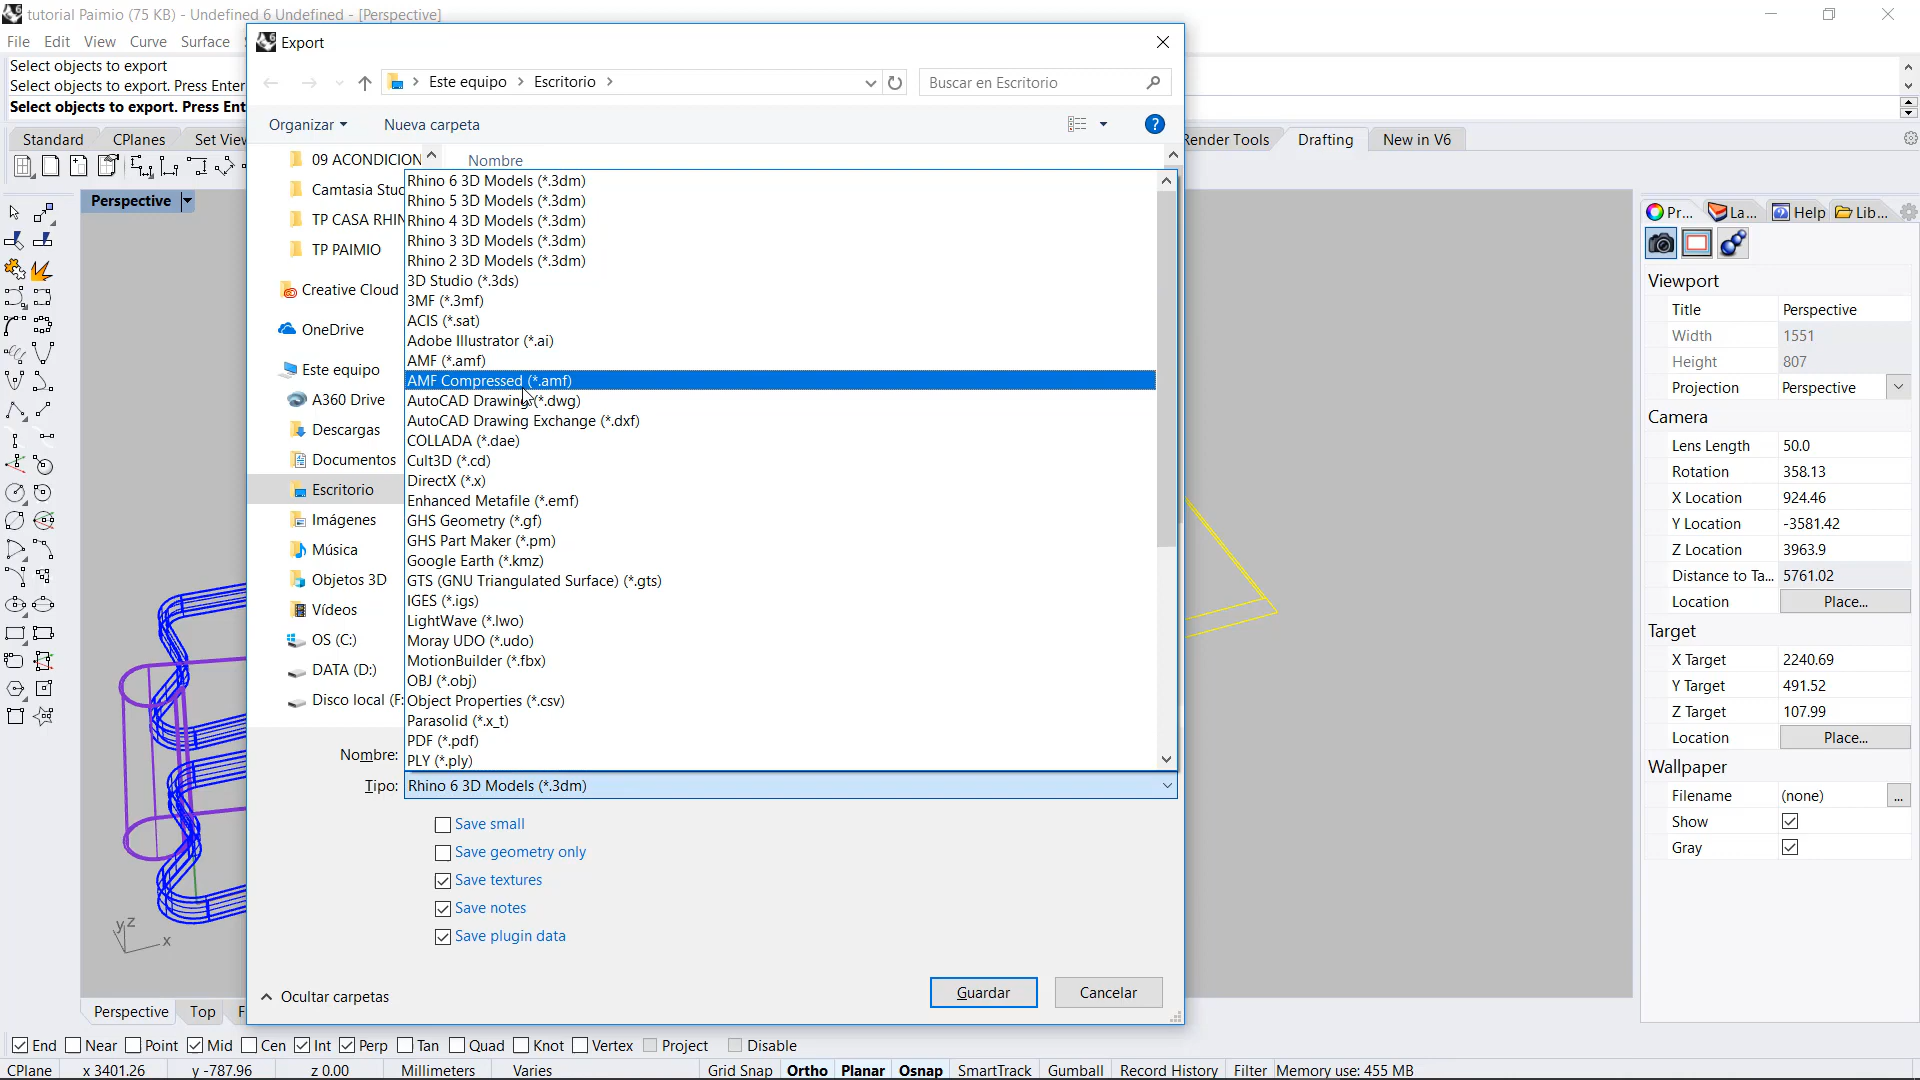 tutorial Paimio (75 KB) - Undefined 6 Undefined - [Perspective]
File Edit View Curve Surface
Select objects to export
Select objects to export. Press Enter
Select objects to export. Press Ent
Standard CPlanes Set Vie
Render Tools Drafting New in V6
Perspective
Export
Este equipo > Escritorio >
Buscar en Escritorio
Organizar Nueva carpeta
?
Nombre
09 ACONDICION
Camtasia Stu
TP CASA RHIN
TP PAIMIO
Creative Cloud
OneDrive
Este equipo
A360 Drive
Descargas
Documentos
Escritorio
Imágenes
Música
Objetos 3D
Vídeos
OS (C:)
DATA (D:)
Disco local (F:
Rhino 6 3D Models (*.3dm)
Rhino 5 3D Models (*.3dm)
Rhino 4 3D Models (*.3dm)
Rhino 3 3D Models (*.3dm)
Rhino 2 3D Models (*.3dm)
3D Studio (*.3ds)
3MF (*.3mf)
ACIS (*.sat)
Adobe Illustrator (*.ai)
AMF (*.amf)
AMF Compressed (*.amf)
AutoCAD Drawing (*.dwg)
AutoCAD Drawing Exchange (*.dxf)
COLLADA (*.dae)
Cult3D (*.cd)
DirectX (*.x)
Enhanced Metafile (*.emf)
GHS Geometry (*.gf)
GHS Part Maker (*.pm)
Google Earth (*.kmz)
GTS (GNU Triangulated Surface) (*.gts)
IGES (*.igs)
LightWave (*.lwo)
Moray UDO (*.udo)
MotionBuilder (*.fbx)
OBJ (*.obj)
Object Properties (*.csv)
Parasolid (*.x_t)
PDF (*.pdf)
PLY (*.ply)
Nombre:
Tipo: Rhino 6 3D Models (*.3dm)
Save small
Save geometry only
Save textures
Save notes
Save plugin data
Ocultar carpetas
Guardar Cancelar
Pr... La... Help Lib...
Viewport
Title Perspective
Width 1551
Height 807
Projection Perspective
Camera
Lens Length 50.0
Rotation 358.13
X Location 924.46
Y Location -3581.42
Z Location 3963.9
Distance to Ta... 5761.02
Location Place...
Target
X Target 2240.69
Y Target 491.52
Z Target 107.99
Location Place...
Wallpaper
Filename (none) ...
Show
Gray
y z x
Perspective Top F
End Near Point Mid Cen Int Perp Tan Quad Knot Vertex Project Disable
CPlane x 3401.26 y -787.96 z 0.00 Millimeters Varies Grid Snap Ortho Planar Osnap SmartTrack Gumball Record History Filter Memory use: 455 MB